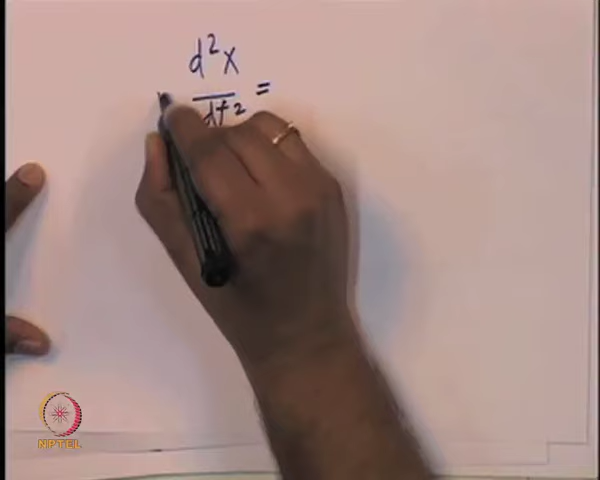 d²x
dt² =
NPTEL